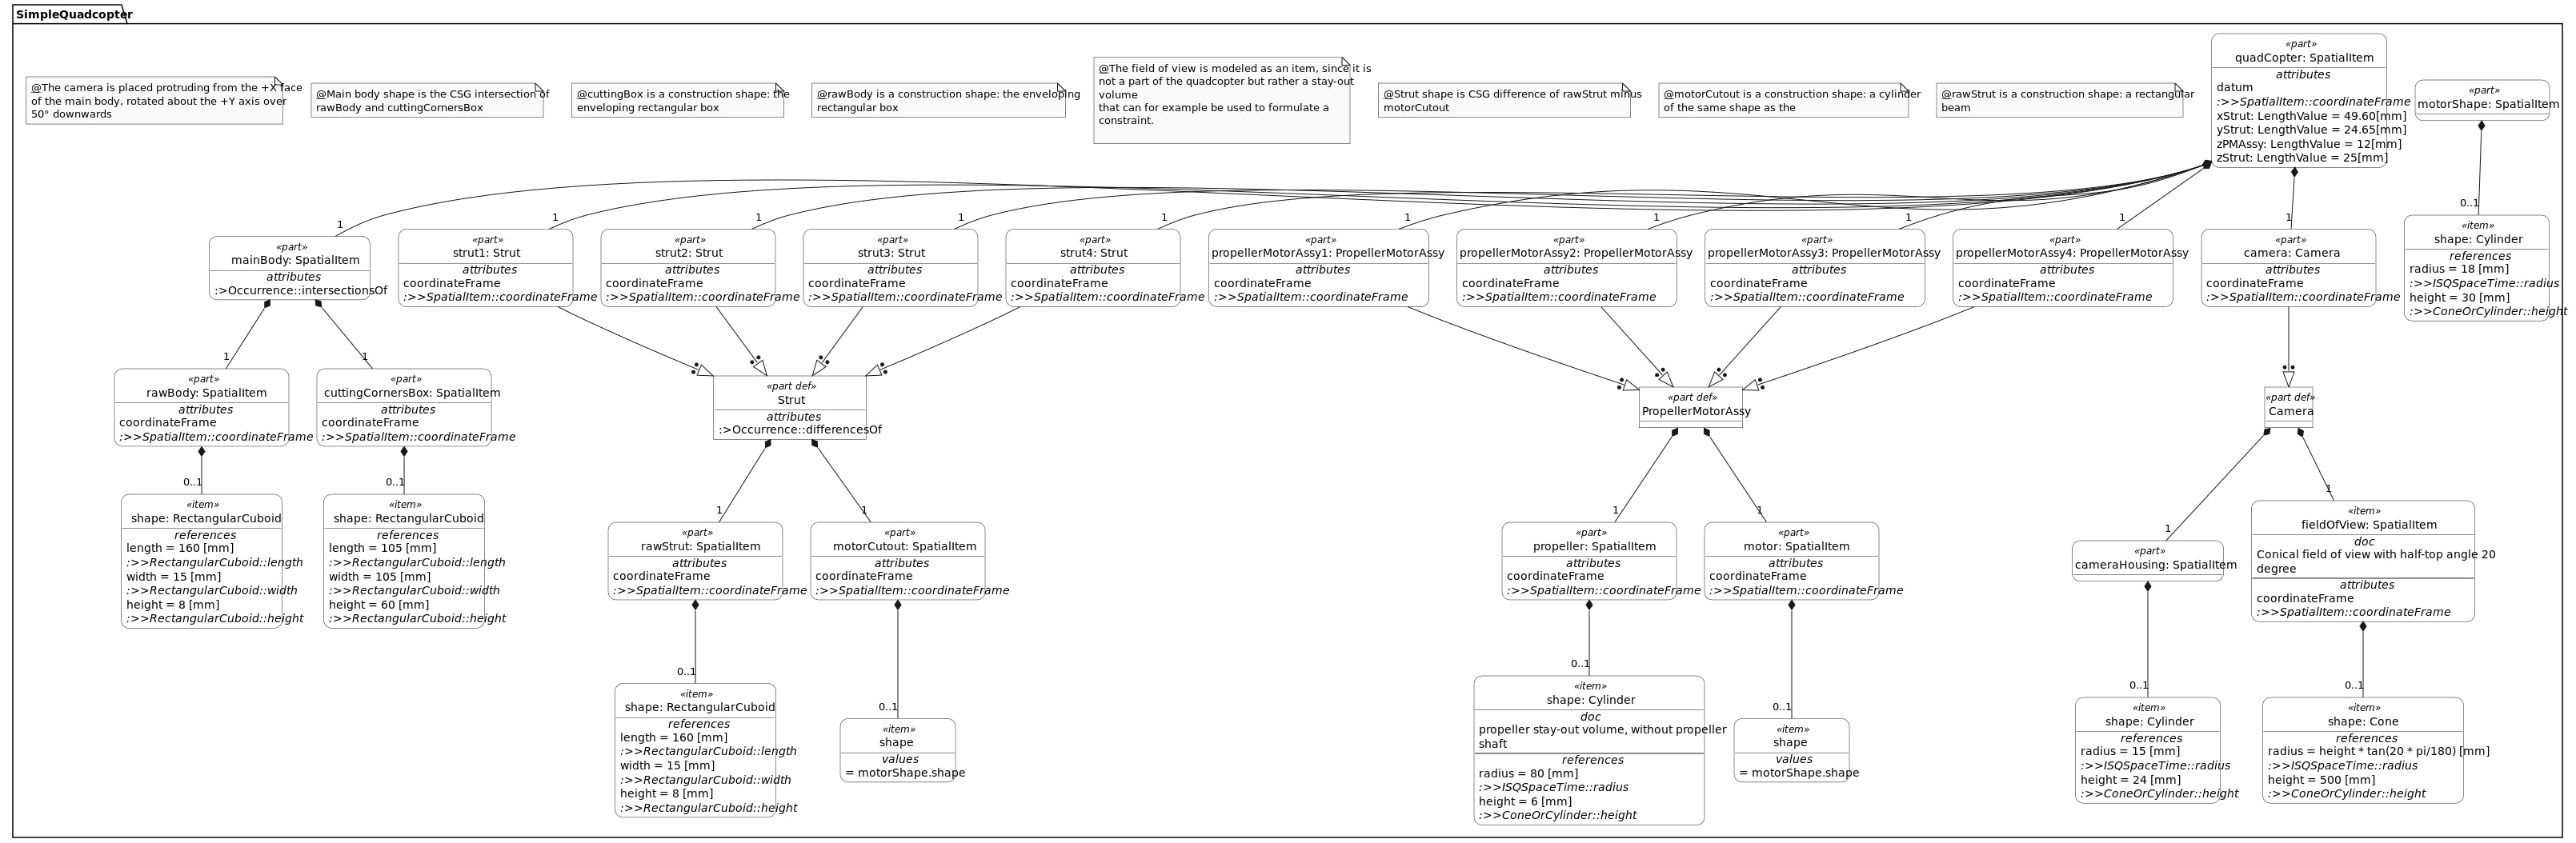 SimpleQuadcopter
@The camera is placed protruding from the +X face
of the main body, rotated about the +Y axis over
50° downwards
@Main body shape is the CSG intersection of
rawBody and cuttingCornersBox
@cuttingBox is a construction shape: the
enveloping rectangular box
@rawBody is a construction shape: the enveloping
rectangular box
@The field of view is modeled as an item, since it is
not a part of the quadcopter but rather a stay-out
volume
that can for example be used to formulate a
constraint.
@Strut shape is CSG difference of rawStrut minus
motorCutout
@motorCutout is a construction shape: a cylinder
of the same shape as the
@rawStrut is a construction shape: a rectangular
beam
«part»
quadCopter: SpatialItem
attributes
datum
:>>SpatialItem::coordinateFrame
xStrut: LengthValue = 49.60[mm]
yStrut: LengthValue = 24.65[mm]
zPMAssy: LengthValue = 12[mm]
zStrut: LengthValue = 25[mm]
«part»
motorShape: SpatialItem
1
1
1
1
1
1
1
1
1
1
0..1
«part»
mainBody: SpatialItem
attributes
:>Occurrence::intersectionsOf
«part»
strut1: Strut
attributes
coordinateFrame
:>>SpatialItem::coordinateFrame
«part»
strut2: Strut
attributes
coordinateFrame
:>>SpatialItem::coordinateFrame
«part»
strut3: Strut
attributes
coordinateFrame
:>>SpatialItem::coordinateFrame
«part»
strut4: Strut
attributes
coordinateFrame
:>>SpatialItem::coordinateFrame
«part»
propellerMotorAssy1: PropellerMotorAssy
attributes
coordinateFrame
:>>SpatialItem::coordinateFrame
«part»
propellerMotorAssy2: PropellerMotorAssy
attributes
coordinateFrame
:>>SpatialItem::coordinateFrame
«part»
propellerMotorAssy3: PropellerMotorAssy
attributes
coordinateFrame
:>>SpatialItem::coordinateFrame
«part»
propellerMotorAssy4: PropellerMotorAssy
attributes
coordinateFrame
:>>SpatialItem::coordinateFrame
«part»
camera: Camera
attributes
coordinateFrame
:>>SpatialItem::coordinateFrame
«item»
shape: Cylinder
references
radius = 18 [mm]
:>>ISQSpaceTime::radius
height = 30 [mm]
:>>ConeOrCylinder::height
1
1
«part»
rawBody: SpatialItem
attributes
coordinateFrame
:>>SpatialItem::coordinateFrame
«part»
cuttingCornersBox: SpatialItem
attributes
coordinateFrame
:>>SpatialItem::coordinateFrame
«part def»
Strut
attributes
:>Occurrence::differencesOf
«part def»
PropellerMotorAssy
«part def»
Camera
0..1
0..1
1
1
1
1
1
1
«item»
shape: RectangularCuboid
references
length = 160 [mm]
:>>RectangularCuboid::length
width = 15 [mm]
:>>RectangularCuboid::width
height = 8 [mm]
:>>RectangularCuboid::height
«item»
shape: RectangularCuboid
references
length = 105 [mm]
:>>RectangularCuboid::length
width = 105 [mm]
:>>RectangularCuboid::width
height = 60 [mm]
:>>RectangularCuboid::height
«part»
rawStrut: SpatialItem
attributes
coordinateFrame
:>>SpatialItem::coordinateFrame
«part»
motorCutout: SpatialItem
attributes
coordinateFrame
:>>SpatialItem::coordinateFrame
«part»
propeller: SpatialItem
attributes
coordinateFrame
:>>SpatialItem::coordinateFrame
«part»
motor: SpatialItem
attributes
coordinateFrame
:>>SpatialItem::coordinateFrame
«part»
cameraHousing: SpatialItem
«item»
fieldOfView: SpatialItem
doc
Conical field of view with half-top angle 20
degree
attributes
coordinateFrame
:>>SpatialItem::coordinateFrame
0..1
0..1
0..1
0..1
0..1
0..1
«item»
shape: RectangularCuboid
references
length = 160 [mm]
:>>RectangularCuboid::length
width = 15 [mm]
:>>RectangularCuboid::width
height = 8 [mm]
:>>RectangularCuboid::height
«item»
shape
values
= motorShape.shape
«item»
shape: Cylinder
doc
propeller stay-out volume, without propeller
shaft
references
radius = 80 [mm]
:>>ISQSpaceTime::radius
height = 6 [mm]
:>>ConeOrCylinder::height
«item»
shape
values
= motorShape.shape
«item»
shape: Cylinder
references
radius = 15 [mm]
:>>ISQSpaceTime::radius
height = 24 [mm]
:>>ConeOrCylinder::height
«item»
shape: Cone
references
radius = height * tan(20 * pi/180) [mm]
:>>ISQSpaceTime::radius
height = 500 [mm]
:>>ConeOrCylinder::height